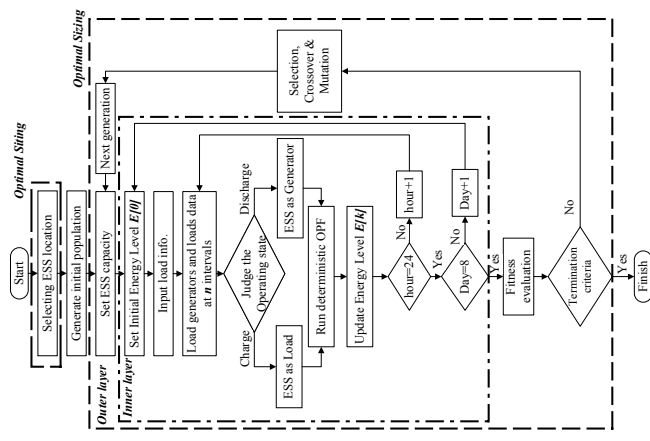 Start
Optimal Siting
Selecting ESS location
Optimal Sizing
Generate initial population
Outer layer
Set ESS capacity
Next generation
Inner layer
Set Initial Energy Level E[0]
Input load info.
Load generators and loads data
at n intervals
Judge the
Operating state
Charge
Discharge
ESS as Load
ESS as Generator
Run deterministic OPF
Update Energy Level E[k]
hour=24
No
hour+1
Yes
Day=8
No
Day+1
Yes
Fitness
evaluation
Selection,
Crossover &
Mutation
Termination
criteria
No
Yes
Finish